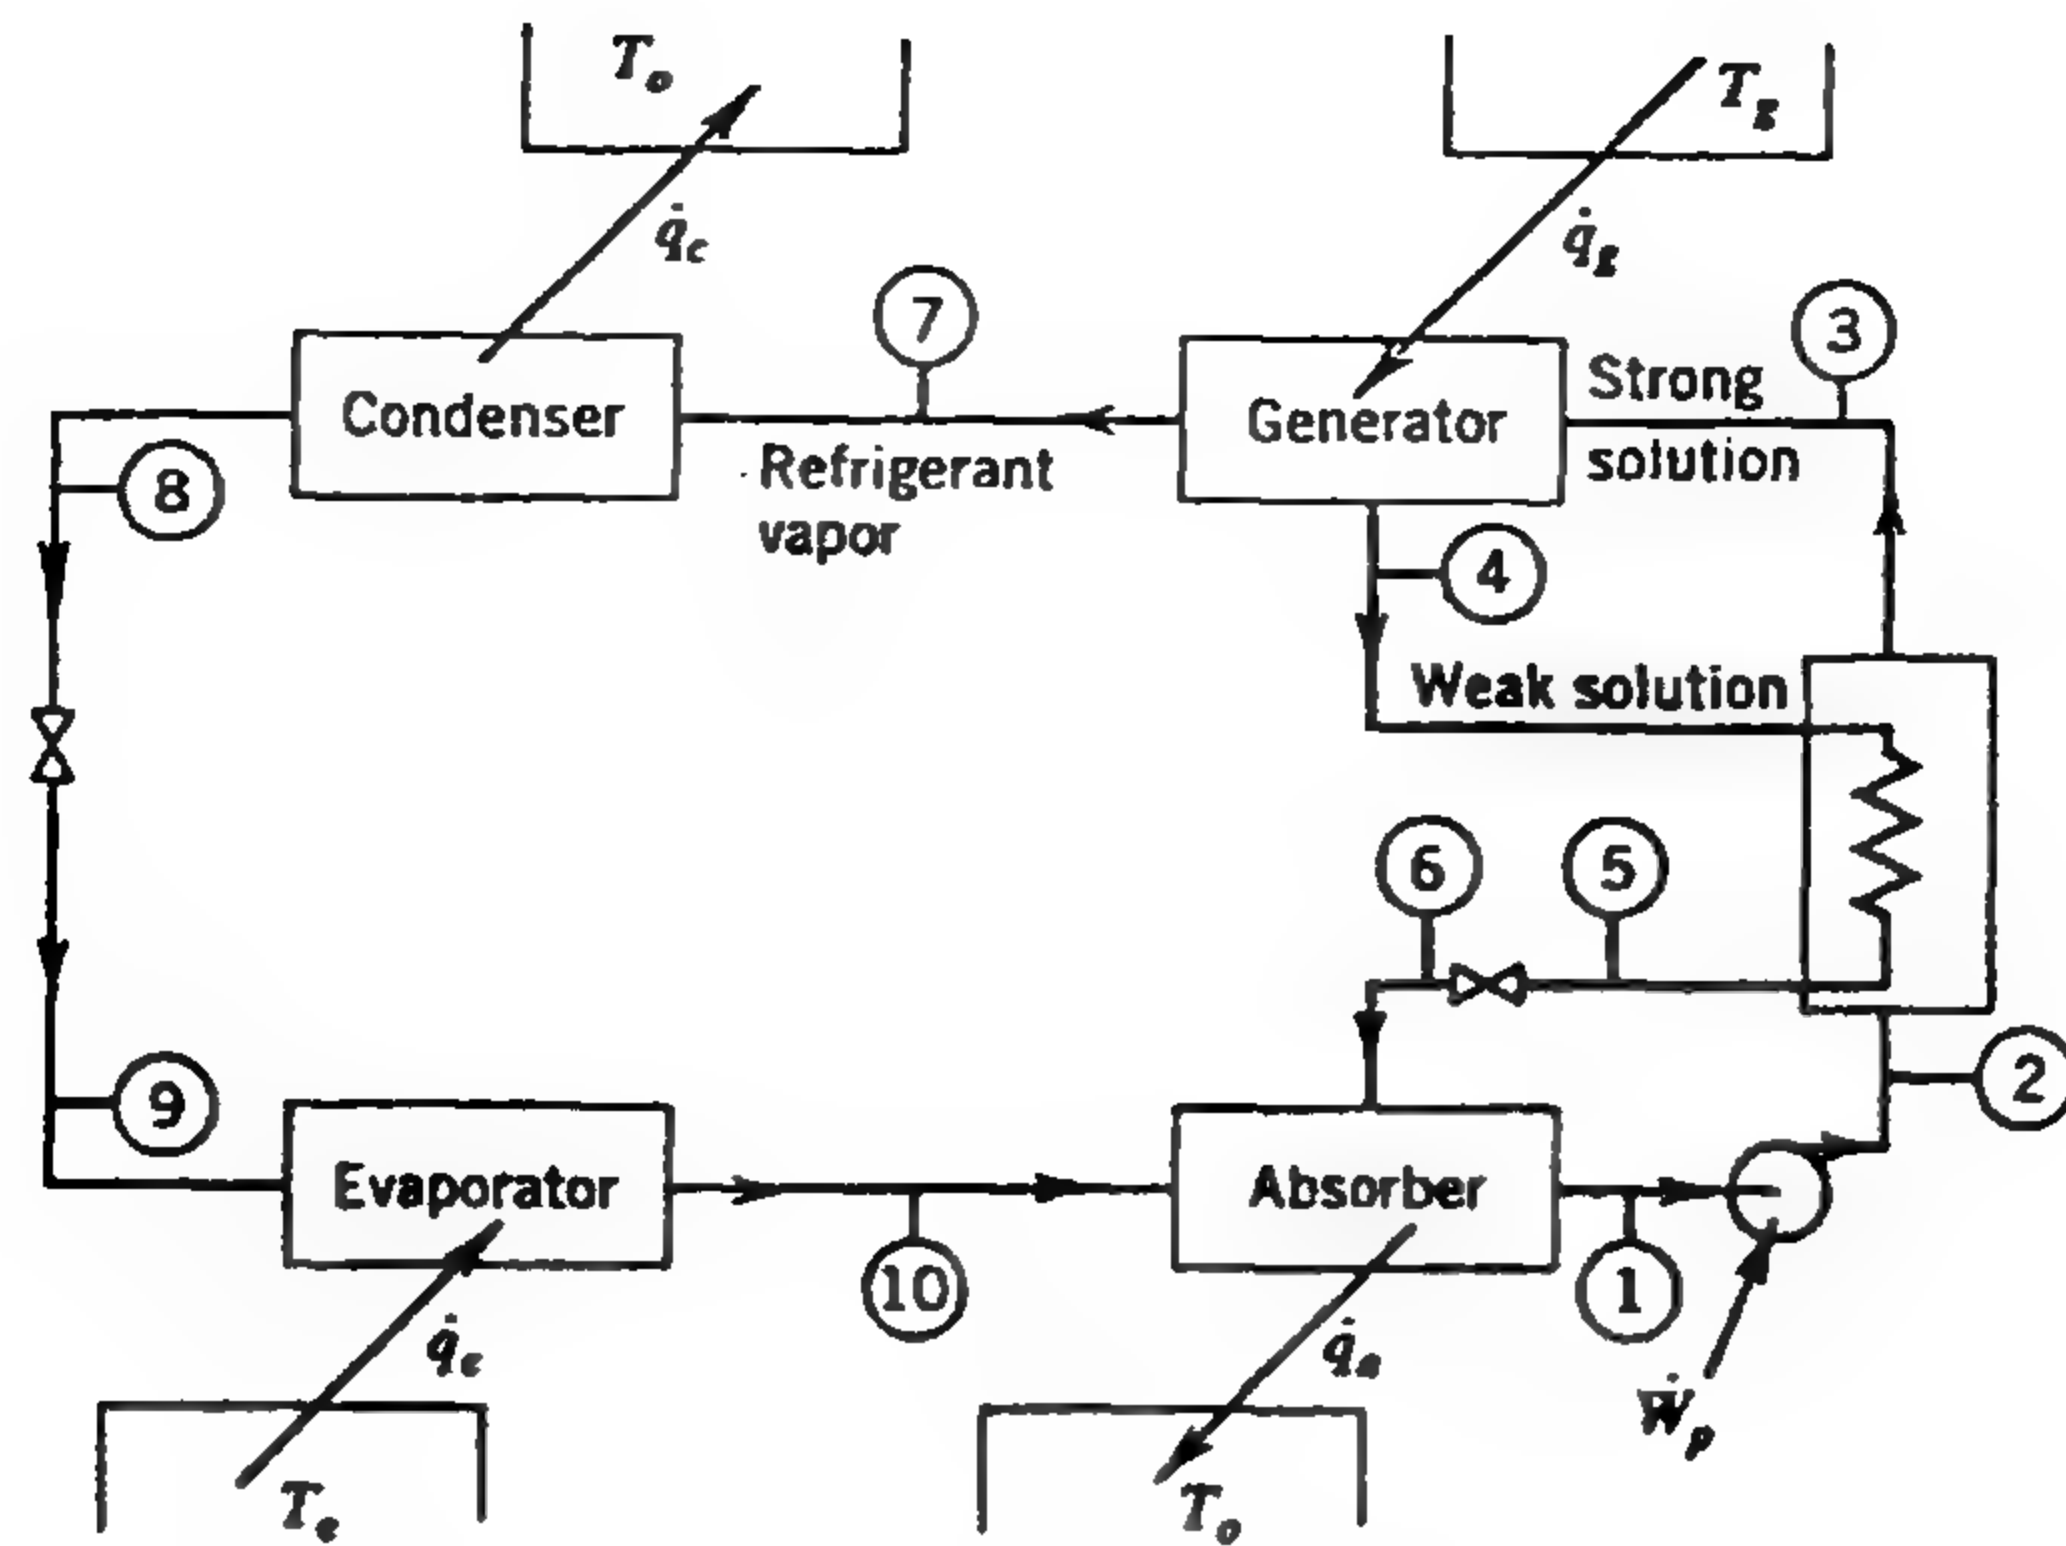 T_o
T_g
q̇_c
q̇_g
7
3
Condenser
Generator
Strong
solution
Refrigerant
vapor
8
4
Weak solution
6
5
9
2
Evaporator
Absorber
10
1
q̇_e
q̇_a
Ẇ_p
T_e
T_o